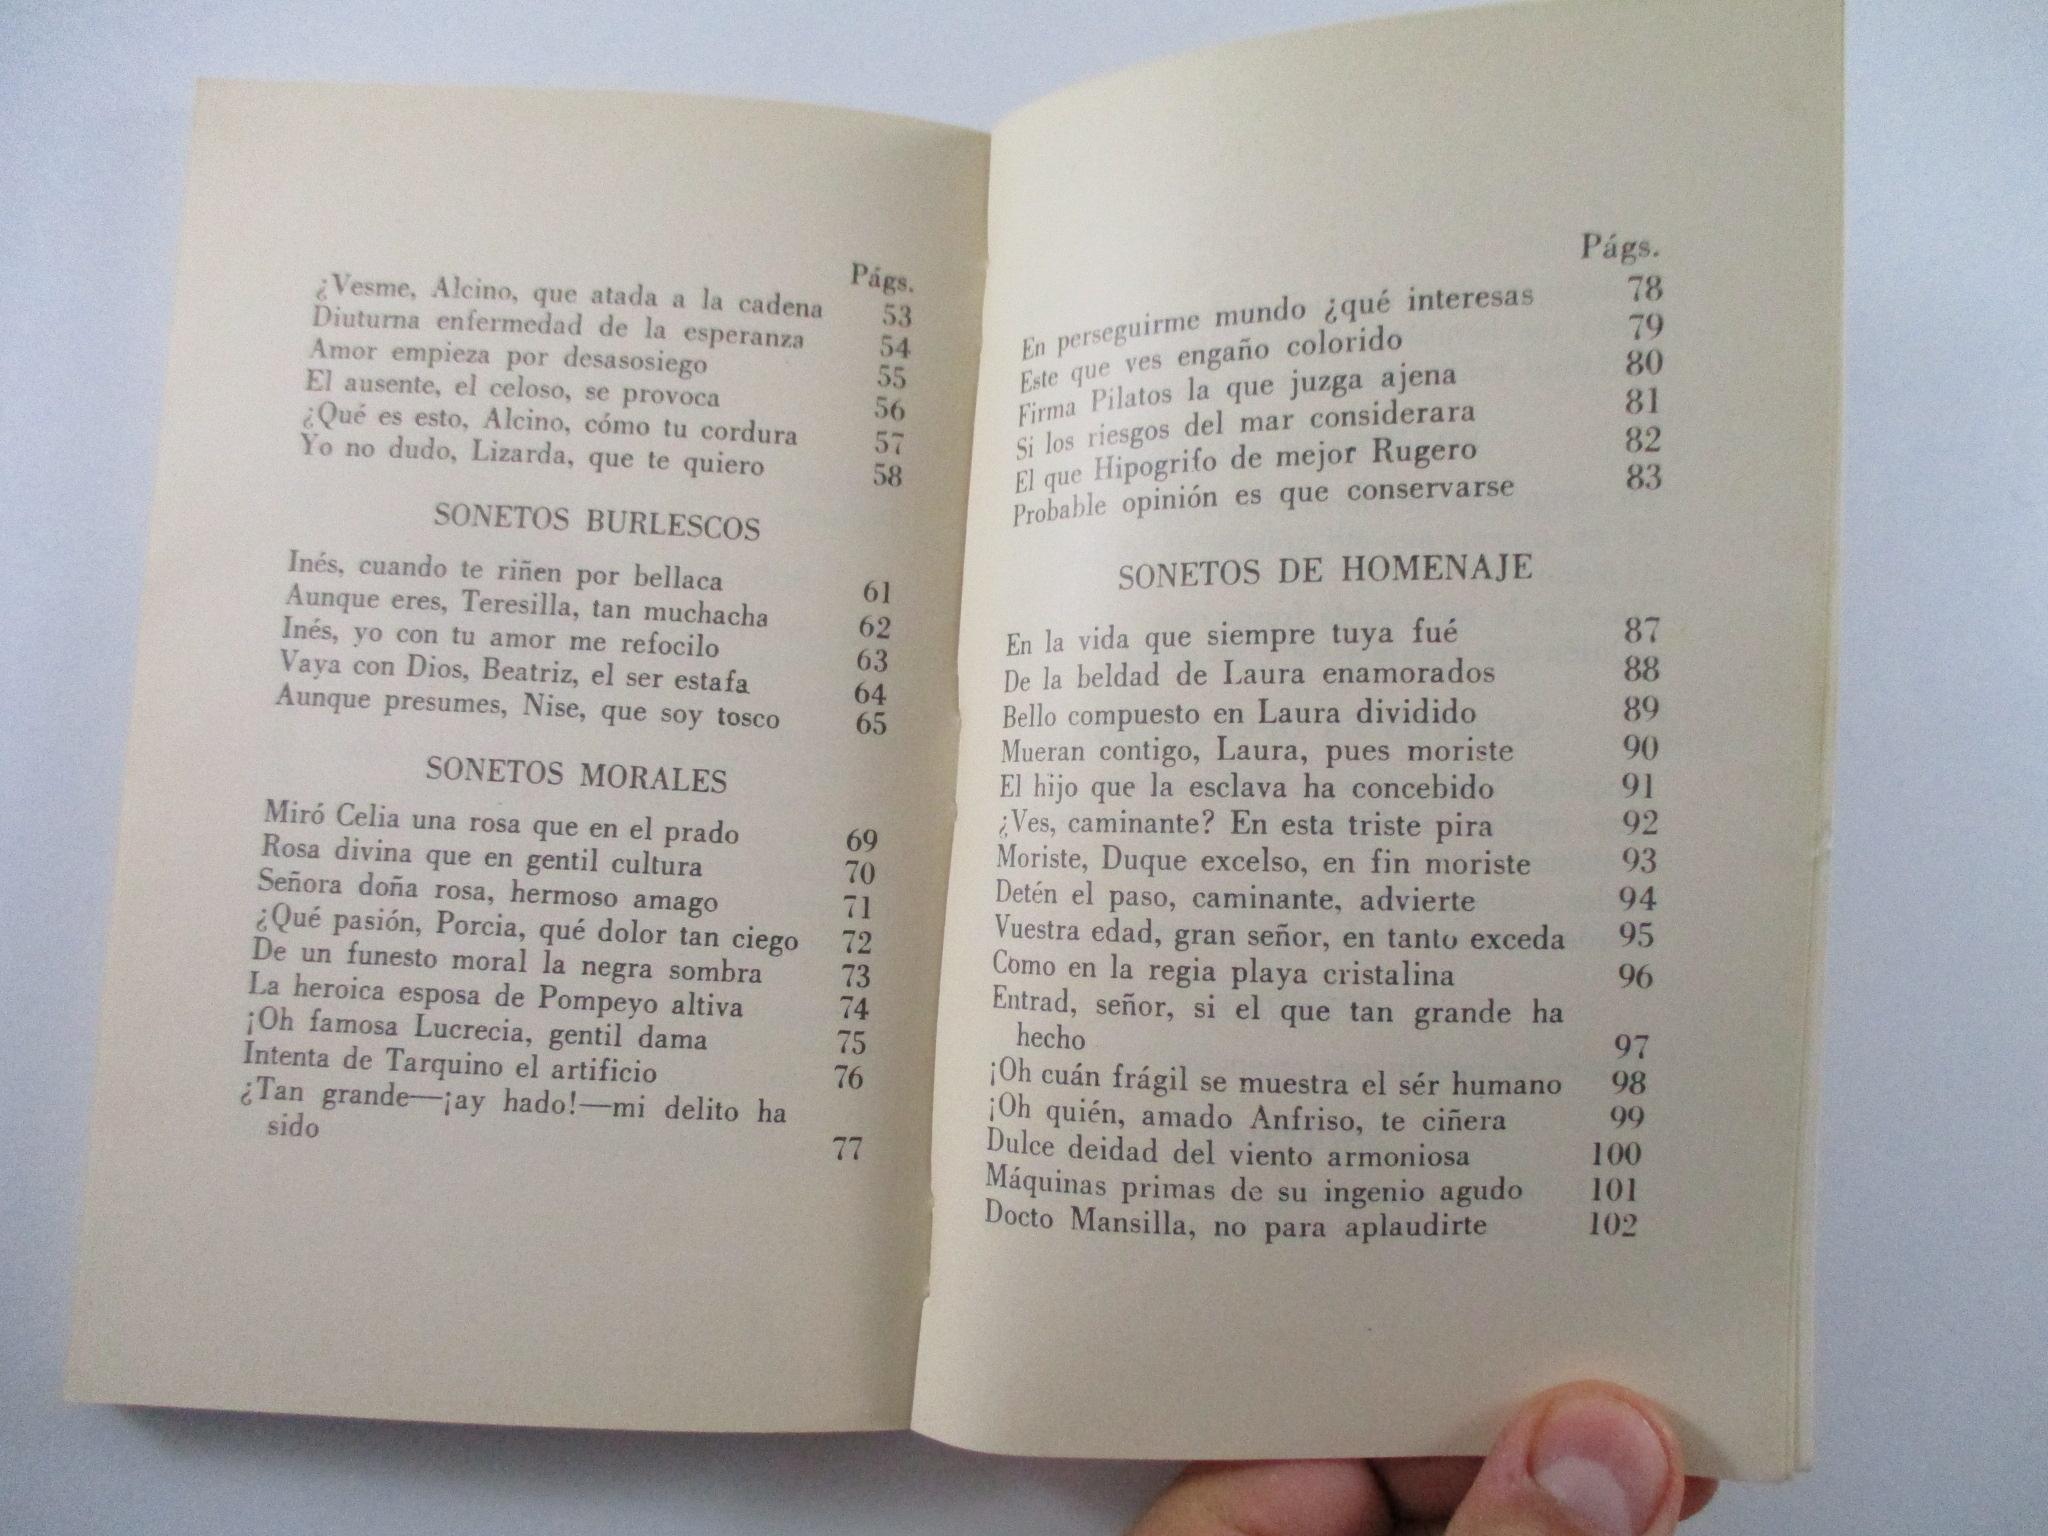 Págs.
¿Vesme, Alcino, que atada a la cadena 53
Diuturna enfermedad de la esperanza 54
Amor empieza por desasosiego 55
El ausente, el celoso, se provoca 56
¿Qué es esto, Alcino, cómo tu cordura 57
Yo no dudo, Lizarda, que te quiero 58
SONETOS BURLESCOS
Inés, cuando te riñen por bellaca 61
Aunque eres, Teresilla, tan muchacha 62
Inés, yo con tu amor me refocilo 63
Vaya con Dios, Beatriz, el ser estafa 64
Aunque presumes, Nise, que soy tosco 65
SONETOS MORALES
Miró Celia una rosa que en el prado 69
Rosa divina que en gentil cultura 70
Señora doña rosa, hermoso amago 71
¿Qué pasión, Porcia, qué dolor tan ciego 72
De un funesto moral la negra sombra 73
La heroica esposa de Pompeyo altiva 74
¡Oh famosa Lucrecia, gentil dama 75
Intenta de Tarquino el artificio 76
¿Tan grande—¡ay hado!—mi delito ha
sido 77
Págs.
En perseguirme mundo ¿qué interesas 78
Este que ves engaño colorido 79
Firma Pilatos la que juzga ajena 80
Si los riesgos del mar considerara 81
El que Hipogrifo de mejor Rugero 82
Probable opinión es que conservarse 83
SONETOS DE HOMENAJE
En la vida que siempre tuya fué 87
De la beldad de Laura enamorados 88
Bello compuesto en Laura dividido 89
Mueran contigo, Laura, pues moriste 90
El hijo que la esclava ha concebido 91
¿Ves, caminante? En esta triste pira 92
Moriste, Duque excelso, en fin moriste 93
Detén el paso, caminante, advierte 94
Vuestra edad, gran señor, en tanto exceda 95
Como en la regia playa cristalina 96
Entrad, señor, si el que tan grande ha
hecho 97
¡Oh cuán frágil se muestra el sér humano 98
¡Oh quién, amado Anfriso, te ciñera 99
Dulce deidad del viento armoniosa 100
Máquinas primas de su ingenio agudo 101
Docto Mansilla, no para aplaudirte 102